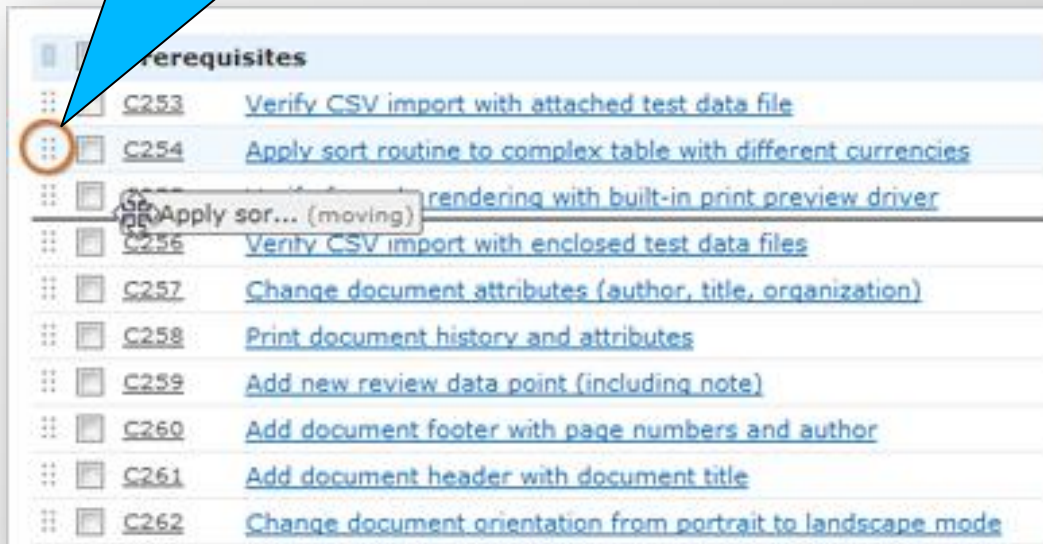 rerequisites
C253 Verify CSV import with attached test data file
C254 Apply sort routine to complex table with different currencies
rendering with built-in print preview driver
Apply sor... (moving)
C256 Verify CSV import with enclosed test data files
C257 Change document attributes (author, title, organization)
C258 Print document history and attributes
C259 Add new review data point (including note)
C260 Add document footer with page numbers and author
C261 Add document header with document title
C262 Change document orientation from portrait to landscape mode